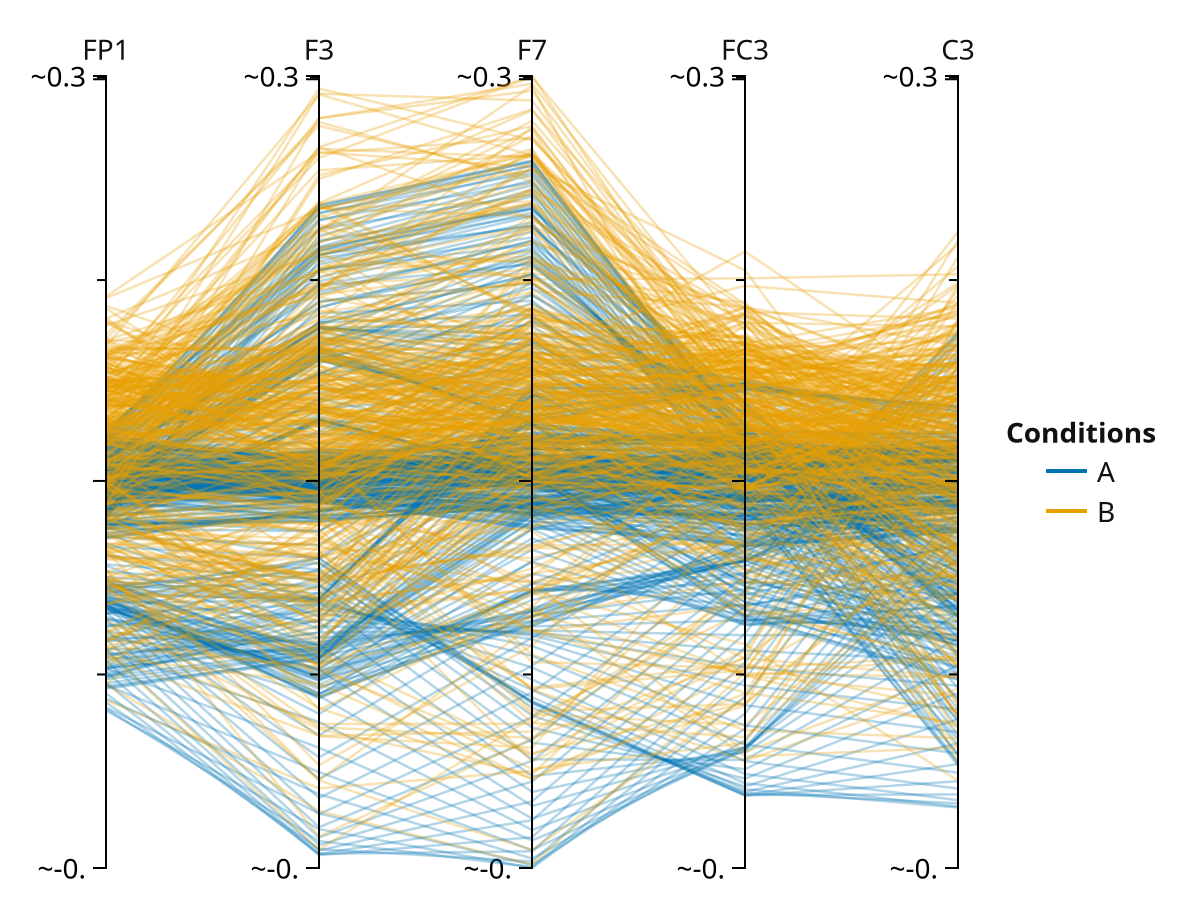 FP1 F3 F7 FC3 C3
~0.3 ~0.3 ~0.3 ~0.3 ~0.3
Conditions
A
B
~-0. ~-0. ~-0. ~-0. ~-0.